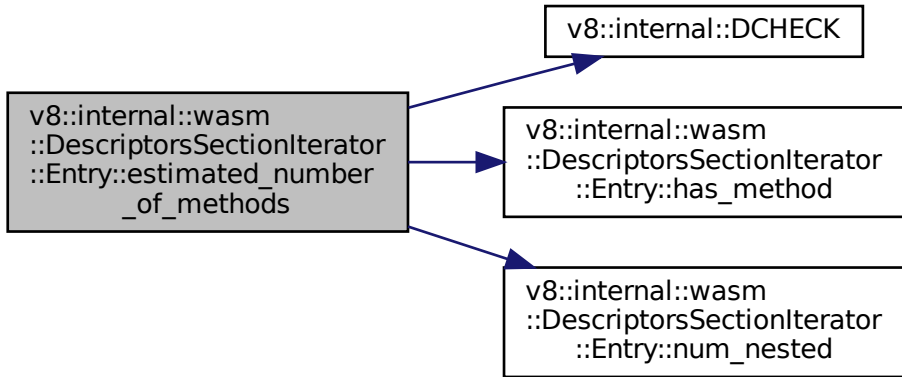 v8::internal::wasm
::DescriptorsSectionIterator
::Entry::estimated_number
_of_methods
v8::internal::DCHECK
v8::internal::wasm
::DescriptorsSectionIterator
::Entry::has_method
v8::internal::wasm
::DescriptorsSectionIterator
::Entry::num_nested